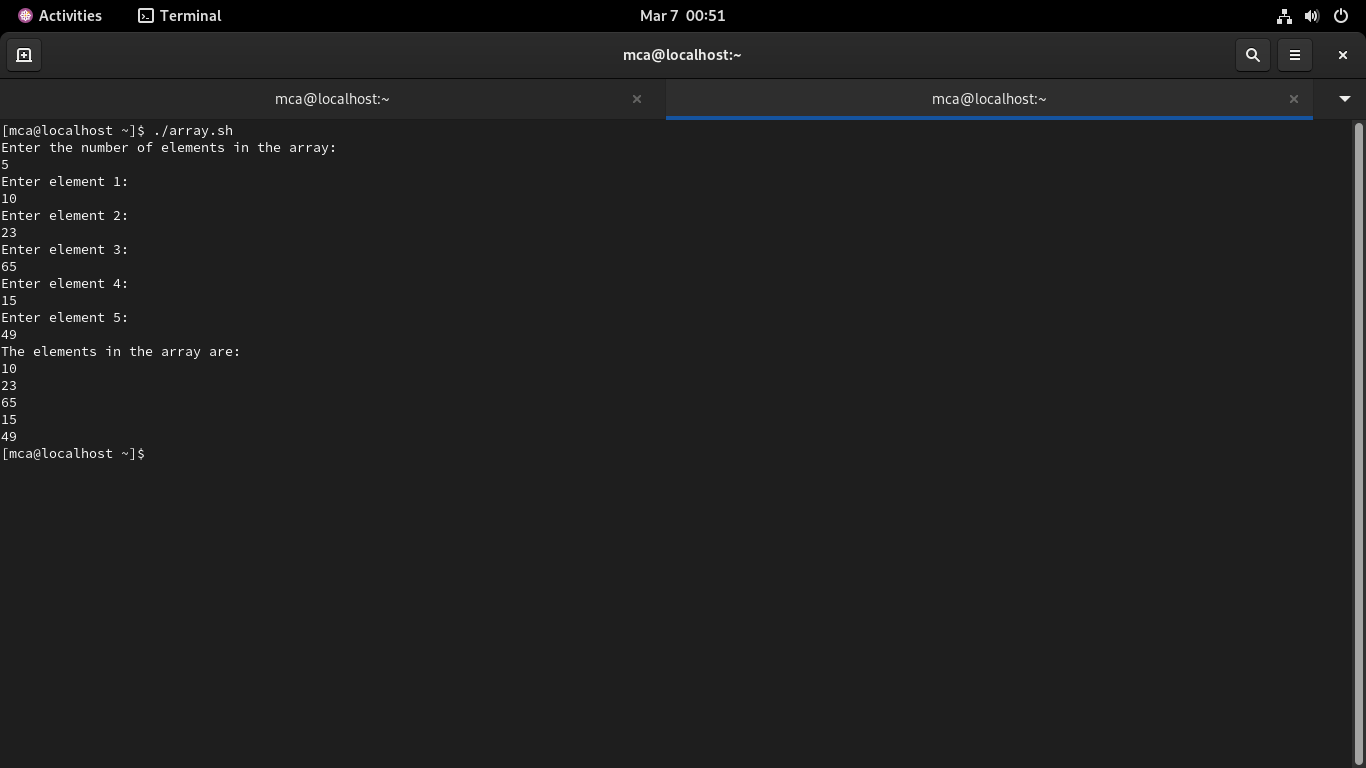 Activities Terminal Mar 7 00:51
mca@localhost:~
mca@localhost:~ mca@localhost:~
[mca@localhost ~]$ ./array.sh
Enter the number of elements in the array:
5
Enter element 1:
10
Enter element 2:
23
Enter element 3:
65
Enter element 4:
15
Enter element 5:
49
The elements in the array are:
10
23
65
15
49
[mca@localhost ~]$